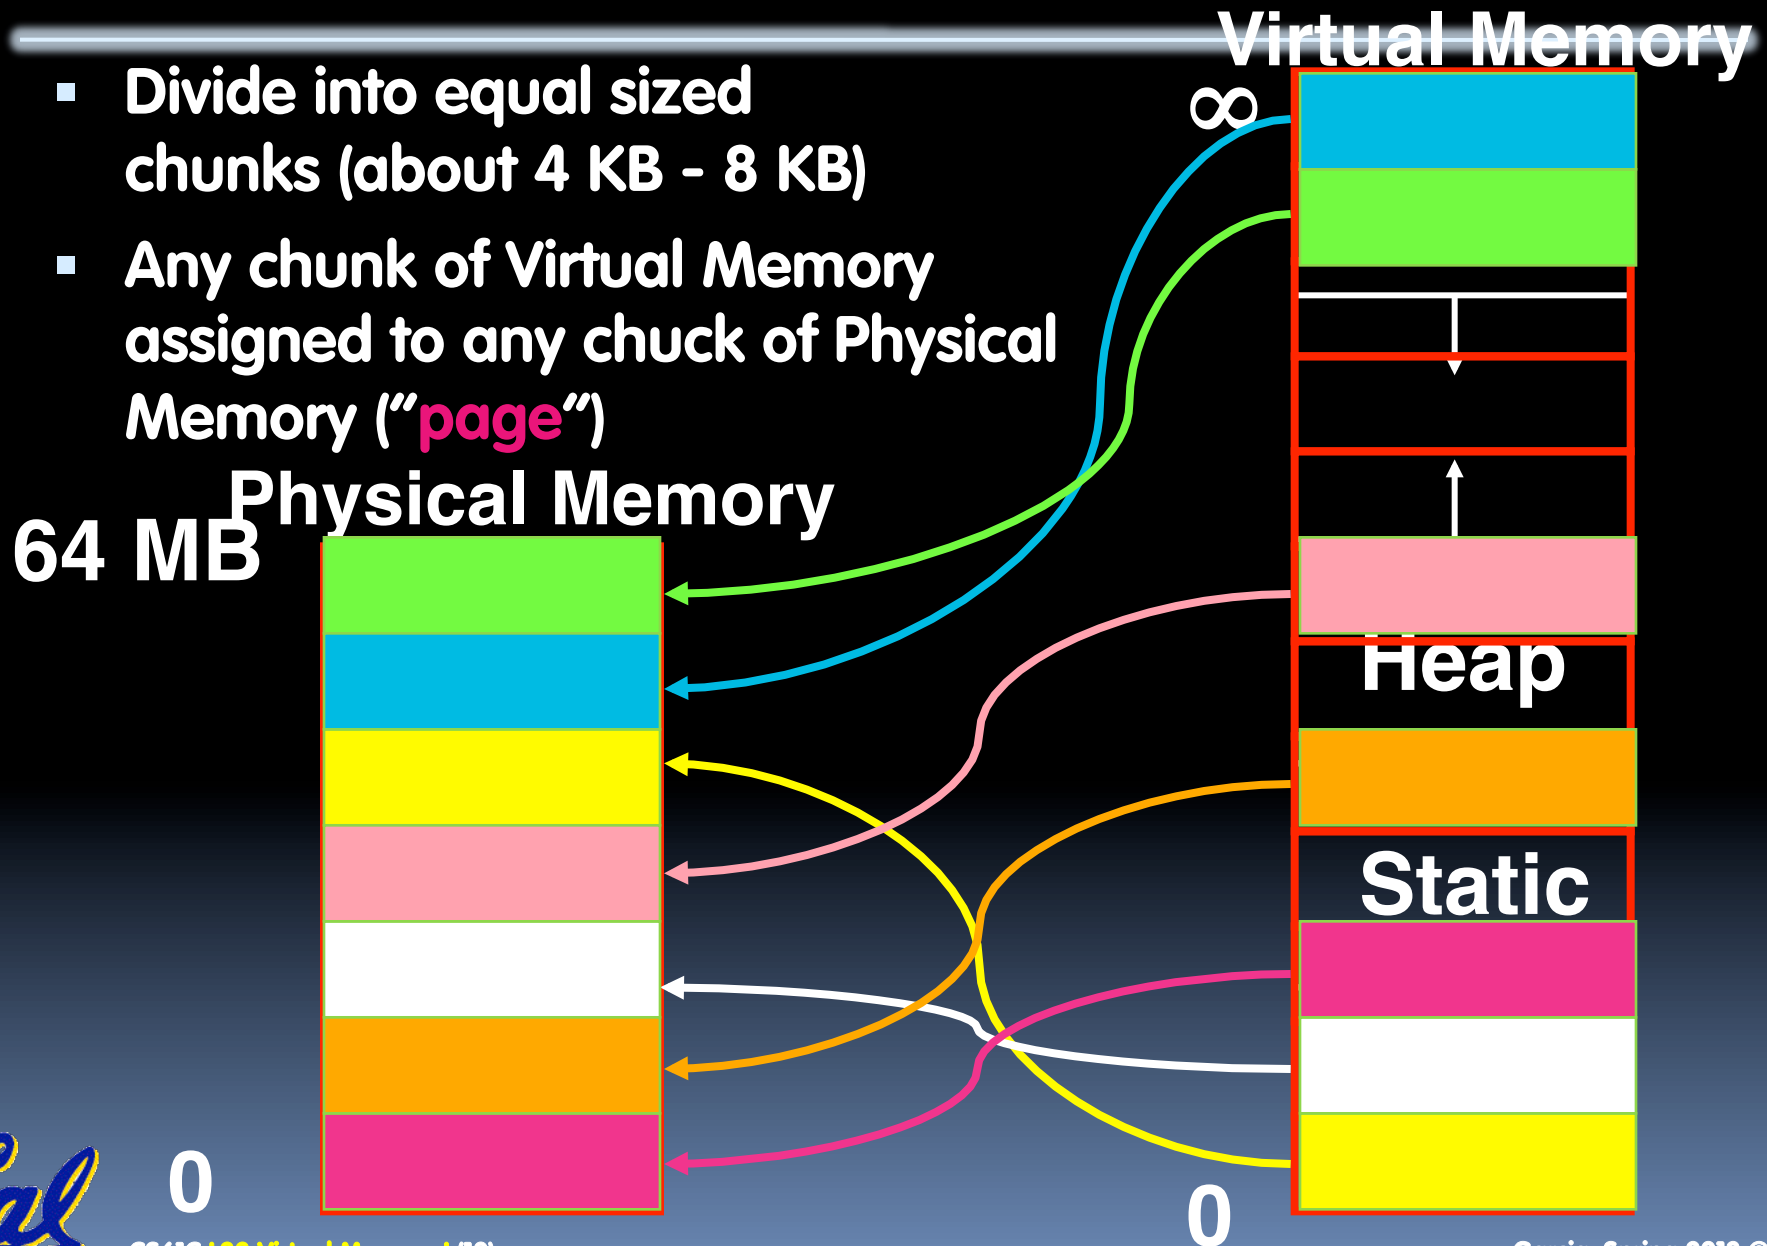 Virtual Memory
Divide into equal sized
chunks (about 4 KB - 8 KB)
∞
Any chunk of Virtual Memory
assigned to any chuck of Physical
Memory (“page”)
Physical Memory
64 MB
Heap
Static
0
0